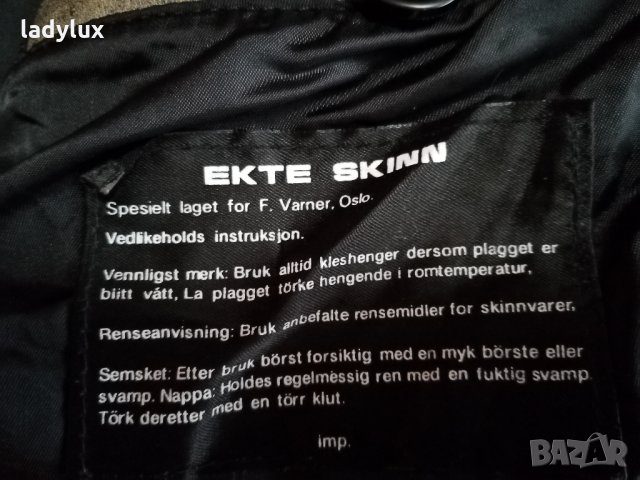 ladylux
EKTE SKINN
Spesielt laget for F. Varner, Oslo.
Vedlikeholds instruksjon.
Vennligst merk: Bruk alltid kleshenger dersom plagget er
blitt vått, La plagget törke hengende i romtemperatur,
Renseanvisning: Bruk anbefalte rensemidler for skinnvarer,
Semsket: Etter bruk börst forsiktig med en myk börste eller
svamp. Nappa: Holdes regelmessig ren med en fuktig svamp.
Törk deretter med en törr klut.
imp.
BAZAR